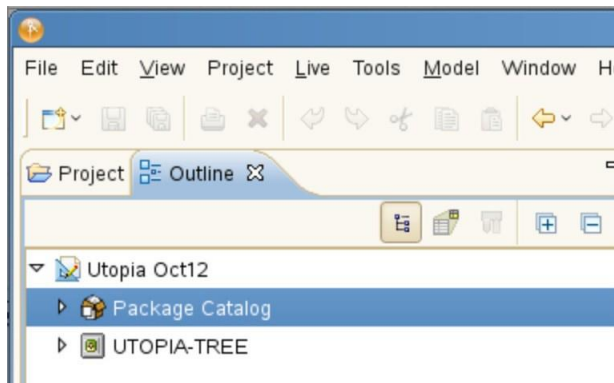 File Edit View Project Live Tools Model Window
Project Outline
Utopia Oct12
Package Catalog
UTOPIA-TREE